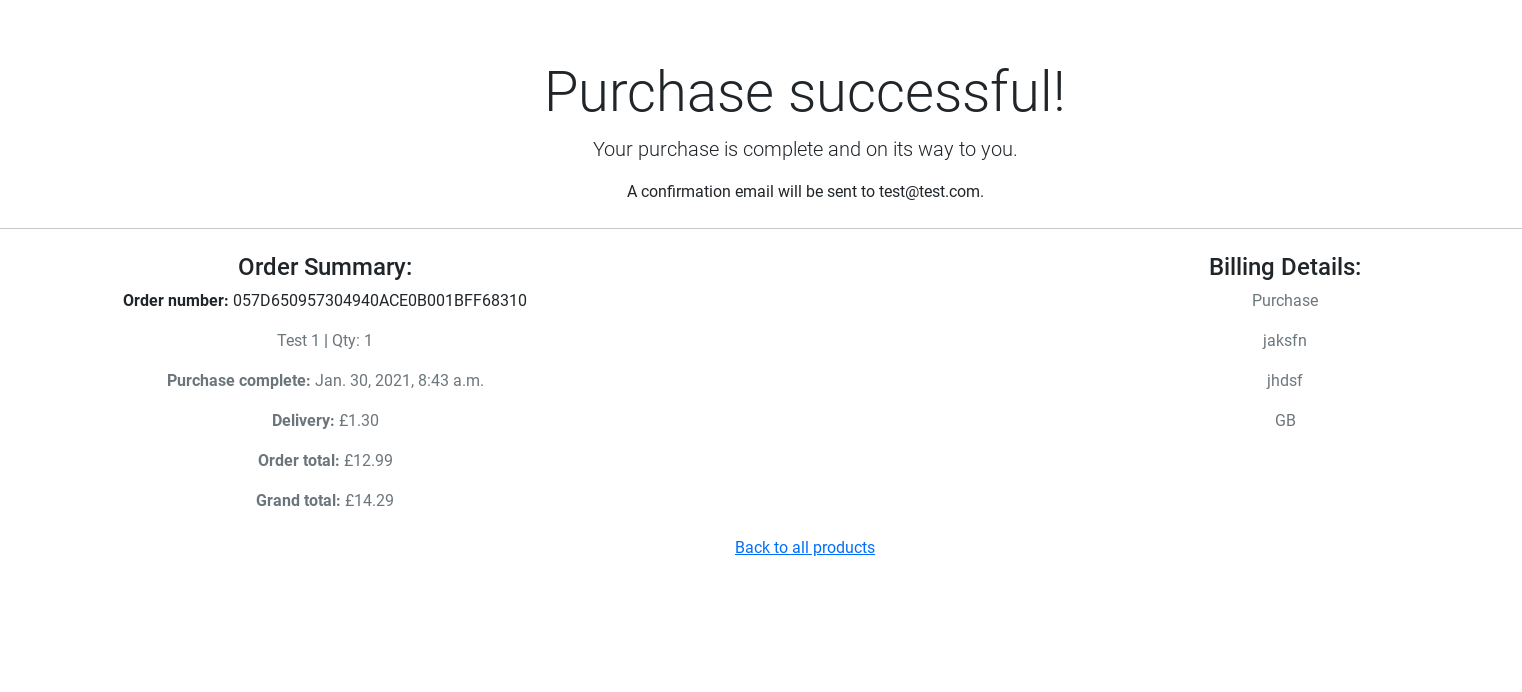 Purchase successful!
Your purchase is complete and on its way to you.
A confirmation email will be sent to test@test.com.
Order Summary:
Order number: 057D650957304940ACE0B001BFF68310
Test 1 | Qty: 1
Purchase complete: Jan. 30, 2021, 8:43 a.m.
Delivery: £1.30
Order total: £12.99
Grand total: £14.29
Billing Details:
Purchase
jaksfn
jhdsf
GB
Back to all products